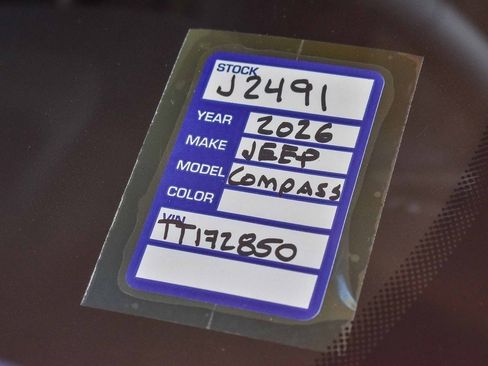 STOCK
J2491
YEAR 2026
MAKE JEEP
MODEL COMPASS
COLOR
VIN
TT172850